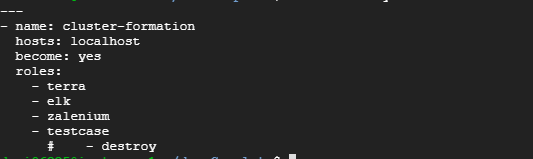 ---
- name: cluster-formation
  hosts: localhost
  become: yes
  roles:
    - terra
    - elk
    - zalenium
    - testcase
      #    - destroy